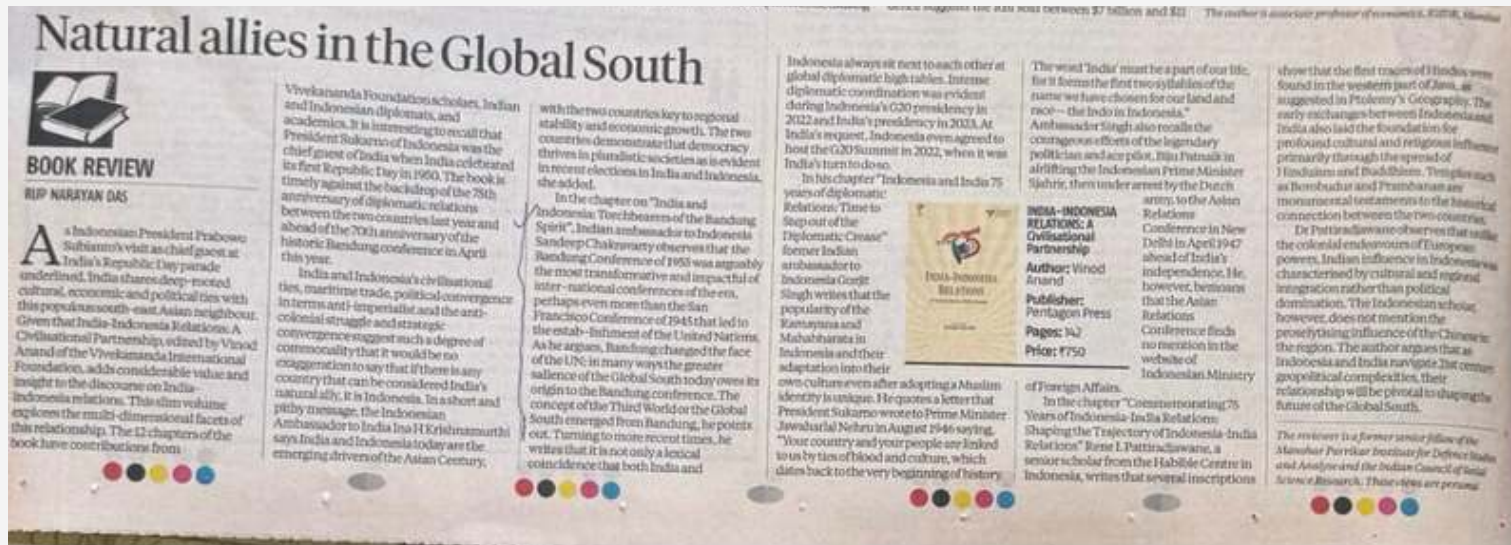 The author is associate professor of economics,
Natural allies in the Global South
BOOK REVIEW
RUP NARAYAN DAS
As Indonesian President Prabowo
Subianto's visit as chief guest at
India's Republic Day parade
underlined, India shares deep-rooted
cultural, economic and political ties with
this populous south-east Asian neighbour.
Given that India-Indonesia Relations: A
Civilisational Partnership, edited by Vinod
Anand of the Vivekananda International
Foundation, adds considerable value and
insight to the discourse on India-
Indonesia relations. This slim volume
explores the multi-dimensional facets of
this relationship. The 12 chapters of the
book have contributions from
Vivekananda Foundation scholars, Indian
and Indonesian diplomats, and
academics. It is interesting to recall that
President Sukarno of Indonesia was the
chief guest of India when India celebrated
its first Republic Day in 1950. The book is
timely against the backdrop of the 75th
anniversary of diplomatic relations
between the two countries last year and
ahead of the 70th anniversary of the
historic Bandung conference in April
this year.
India and Indonesia's civilisational
ties, maritime trade, political convergence
in terms anti-imperialist and the anti-
colonial struggle and strategic
convergence suggest such a degree of
commonality that it would be no
exaggeration to say that if there is any
country that can be considered India's
natural ally, it is Indonesia. In a short and
pithy message, the Indonesian
Ambassador to India Ina H Krishnamurthi
says India and Indonesia today are the
emerging drivers of the Asian Century,
with the two countries key to regional
stability and economic growth. The two
countries demonstrate that democracy
thrives in pluralistic societies as is evident
in recent elections in India and Indonesia,
she added.
In the chapter on "India and
Indonesia: Torchbearers of the Bandung
Spirit", Indian ambassador to Indonesia
Sandeep Chakravorty observes that the
Bandung Conference of 1955 was arguably
the most transformative and impactful of
inter-national conferences of the era,
perhaps even more than the San
Francisco Conference of 1945 that led to
the estab-lishment of the United Nations.
As he argues, Bandung changed the face
of the UN; in many ways the greater
salience of the Global South today owes its
origin to the Bandung conference. The
concept of the Third World or the Global
South emerged from Bandung, he points
out. Turning to more recent times, he
writes that it is not only a lexical
coincidence that both India and
Indonesia always sit next to each other at
global diplomatic high tables. Intense
diplomatic coordination was evident
during Indonesia's G20 presidency in
2022 and India's presidency in 2023. At
India's request, Indonesia even agreed to
host the G20 Summit in 2022, when it was
India's turn to do so.
In his chapter "Indonesia and India 75
years of diplomatic
Relations: Time to
Step out of the
Diplomatic Crease"
former Indian
ambassador to
Indonesia Gurjit
Singh writes that the
popularity of the
Ramayana and
Mahabharata in
Indonesia and their
adaptation into their
own culture even after adopting a Muslim
identity is unique. He quotes a letter that
President Sukarno wrote to Prime Minister
Jawaharlal Nehru in August 1946 saying,
"Your country and your people are linked
to us by ties of blood and culture, which
dates back to the very beginning of history.
INDIA-INDONESIA
RELATIONS
INDIA-INDONESIA
RELATIONS: A
Civilisational
Partnership
Author: Vinod
Anand
Publisher:
Pentagon Press
Pages: 142
Price: ₹750
The word 'India' must be a part of our life,
for it forms the first two syllables of the
name we have chosen for our land and
race — the Indo in Indonesia."
Ambassador Singh also recalls the
courageous efforts of the legendary
politician and ace pilot, Biju Patnaik in
airlifting the Indonesian Prime Minister
Sjahrir, then under arrest by the Dutch
army, to the Asian
Relations
Conference in New
Delhi in April 1947
ahead of India's
independence. He,
however, bemoans
that the Asian
Relations
Conference finds
no mention in the
website of
Indonesian Ministry
of Foreign Affairs.
In the chapter "Commemorating 75
Years of Indonesia-India Relations:
Shaping the Trajectory of Indonesia-India
Relations" Rene L Pattiradjawane, a
senior scholar from the Habibie Centre in
Indonesia, writes that several inscriptions
show that the first traces of Hindus were
found in the western part of Java, as
suggested in Ptolemy's Geography. The
early exchanges between Indonesia and
India also laid the foundation for
profound cultural and religious influence
primarily through the spread of
Hinduism and Buddhism. Temples such
as Borobudur and Prambanan are
monumental testaments to the historical
connection between the two countries.
Dr Pattiradjawane observes that unlike
the colonial endeavours of European
powers, Indian influence in Indonesia was
characterised by cultural and regional
integration rather than political
domination. The Indonesian scholar,
however, does not mention the
proselytising influence of the Chinese in
the region. The author argues that as
Indonesia and India navigate 21st century
geopolitical complexities, their
relationship will be pivotal to shaping the
future of the Global South.
The reviewer is a former senior fellow of the
Manohar Parrikar Institute for Defence Studies
and Analyses and the Indian Council of Social
Science Research. These views are personal